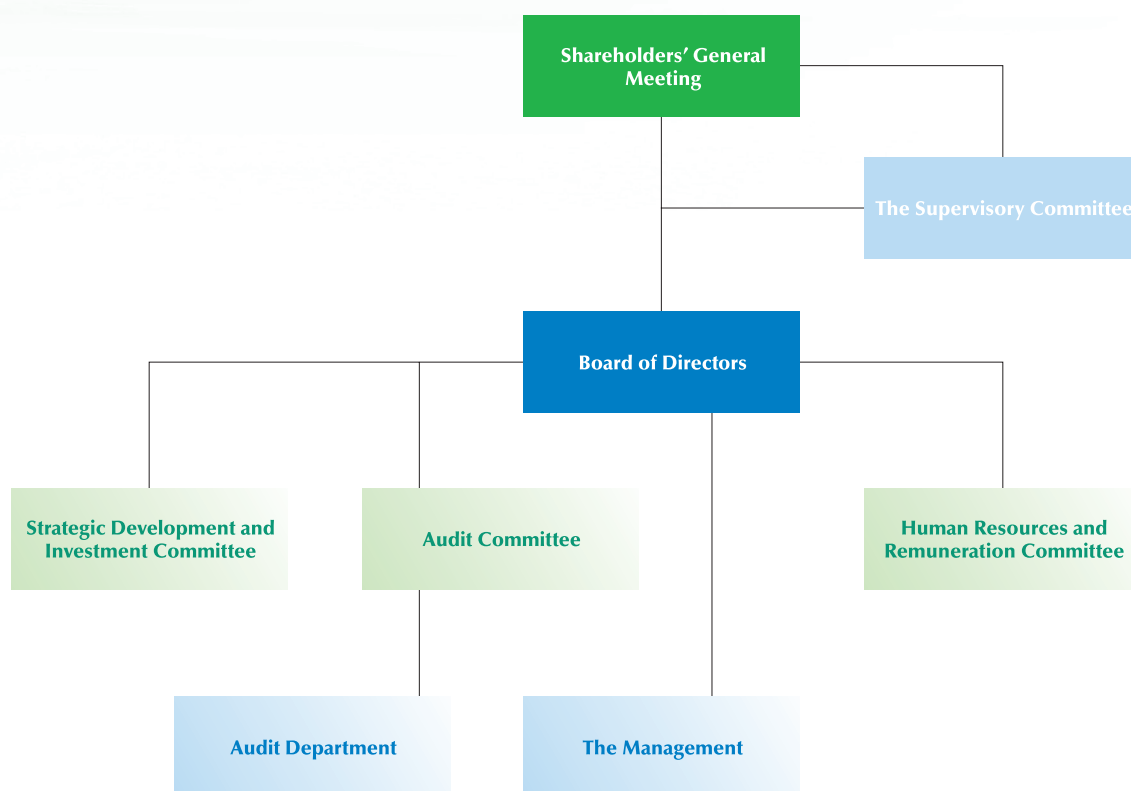 Shareholders’ General
Meeting
The Supervisory Committee
Board of Directors
Strategic Development and
Investment Committee
Audit Committee
Human Resources and
Remuneration Committee
Audit Department
The Management